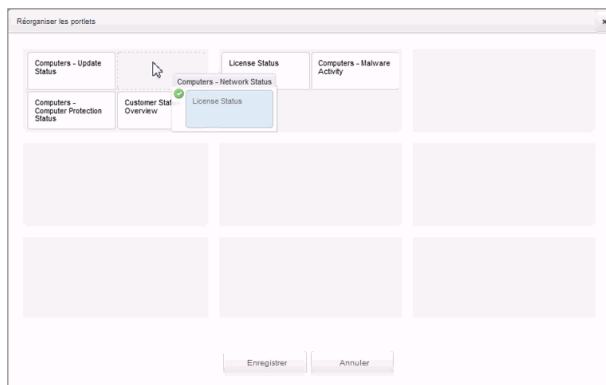 Réorganiser les portlets
Computers - Update
Status
License Status
Computers - Malware
Activity
Computers - Network Status
Computers -
Computer Protection
Status
Customer Stat
Overview
License Status
Enregistrer
Annuler